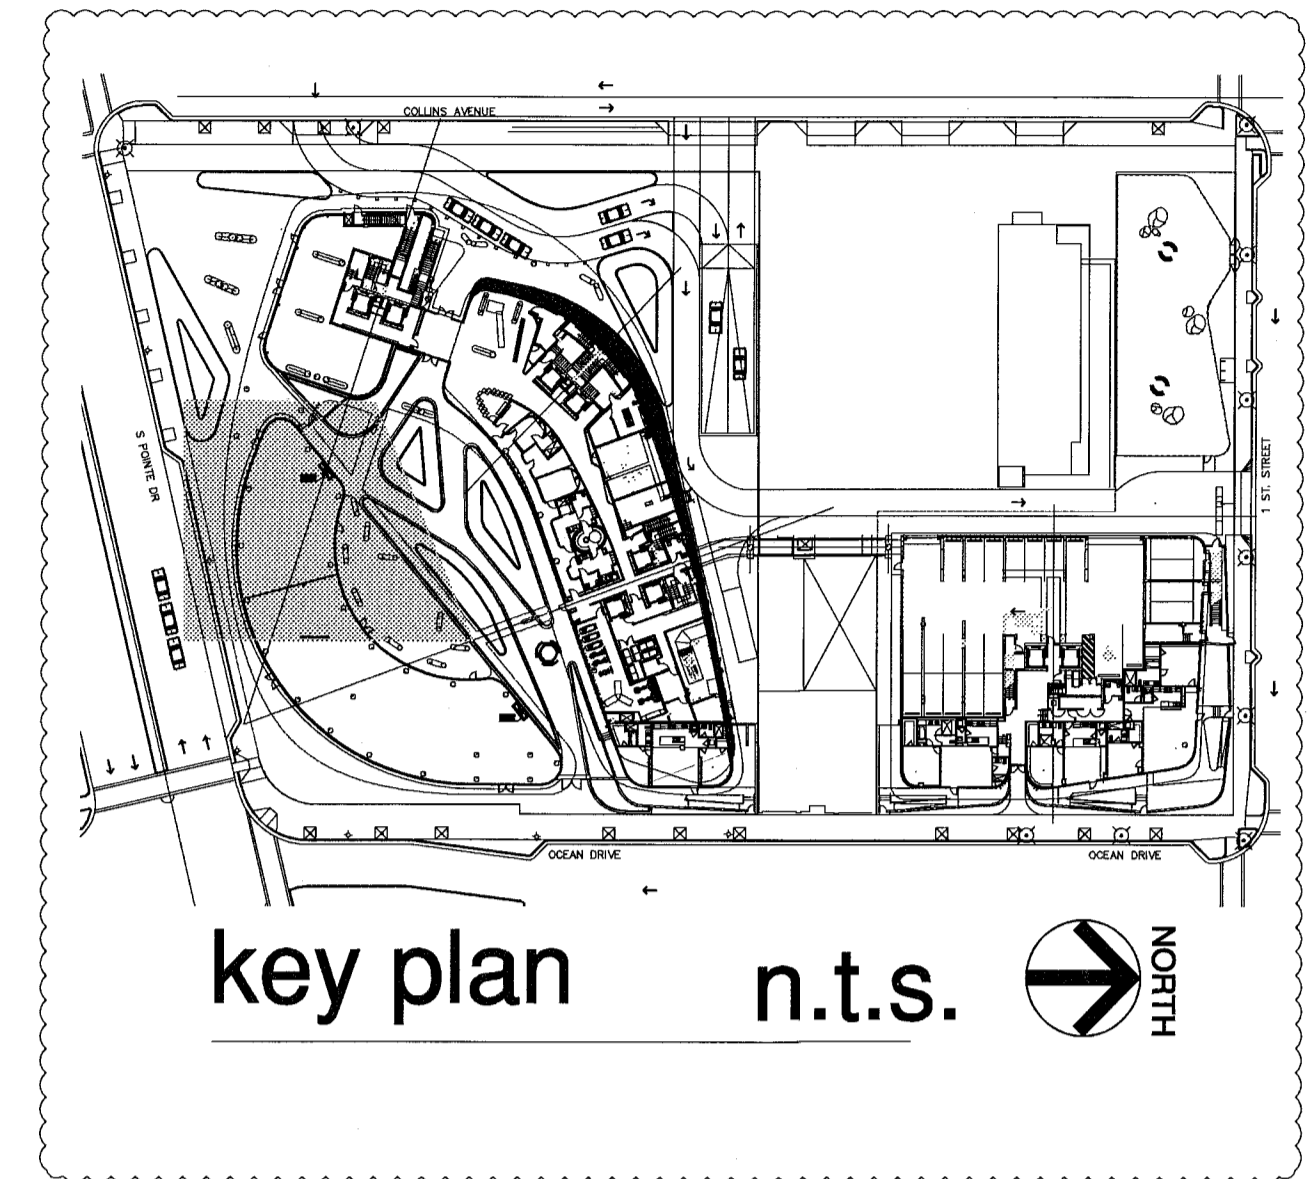 COLLINS AVENUE
S POINTE DR
1 ST. STREET
OCEAN DRIVE
OCEAN DRIVE
key plan
n.t.s.
NORTH